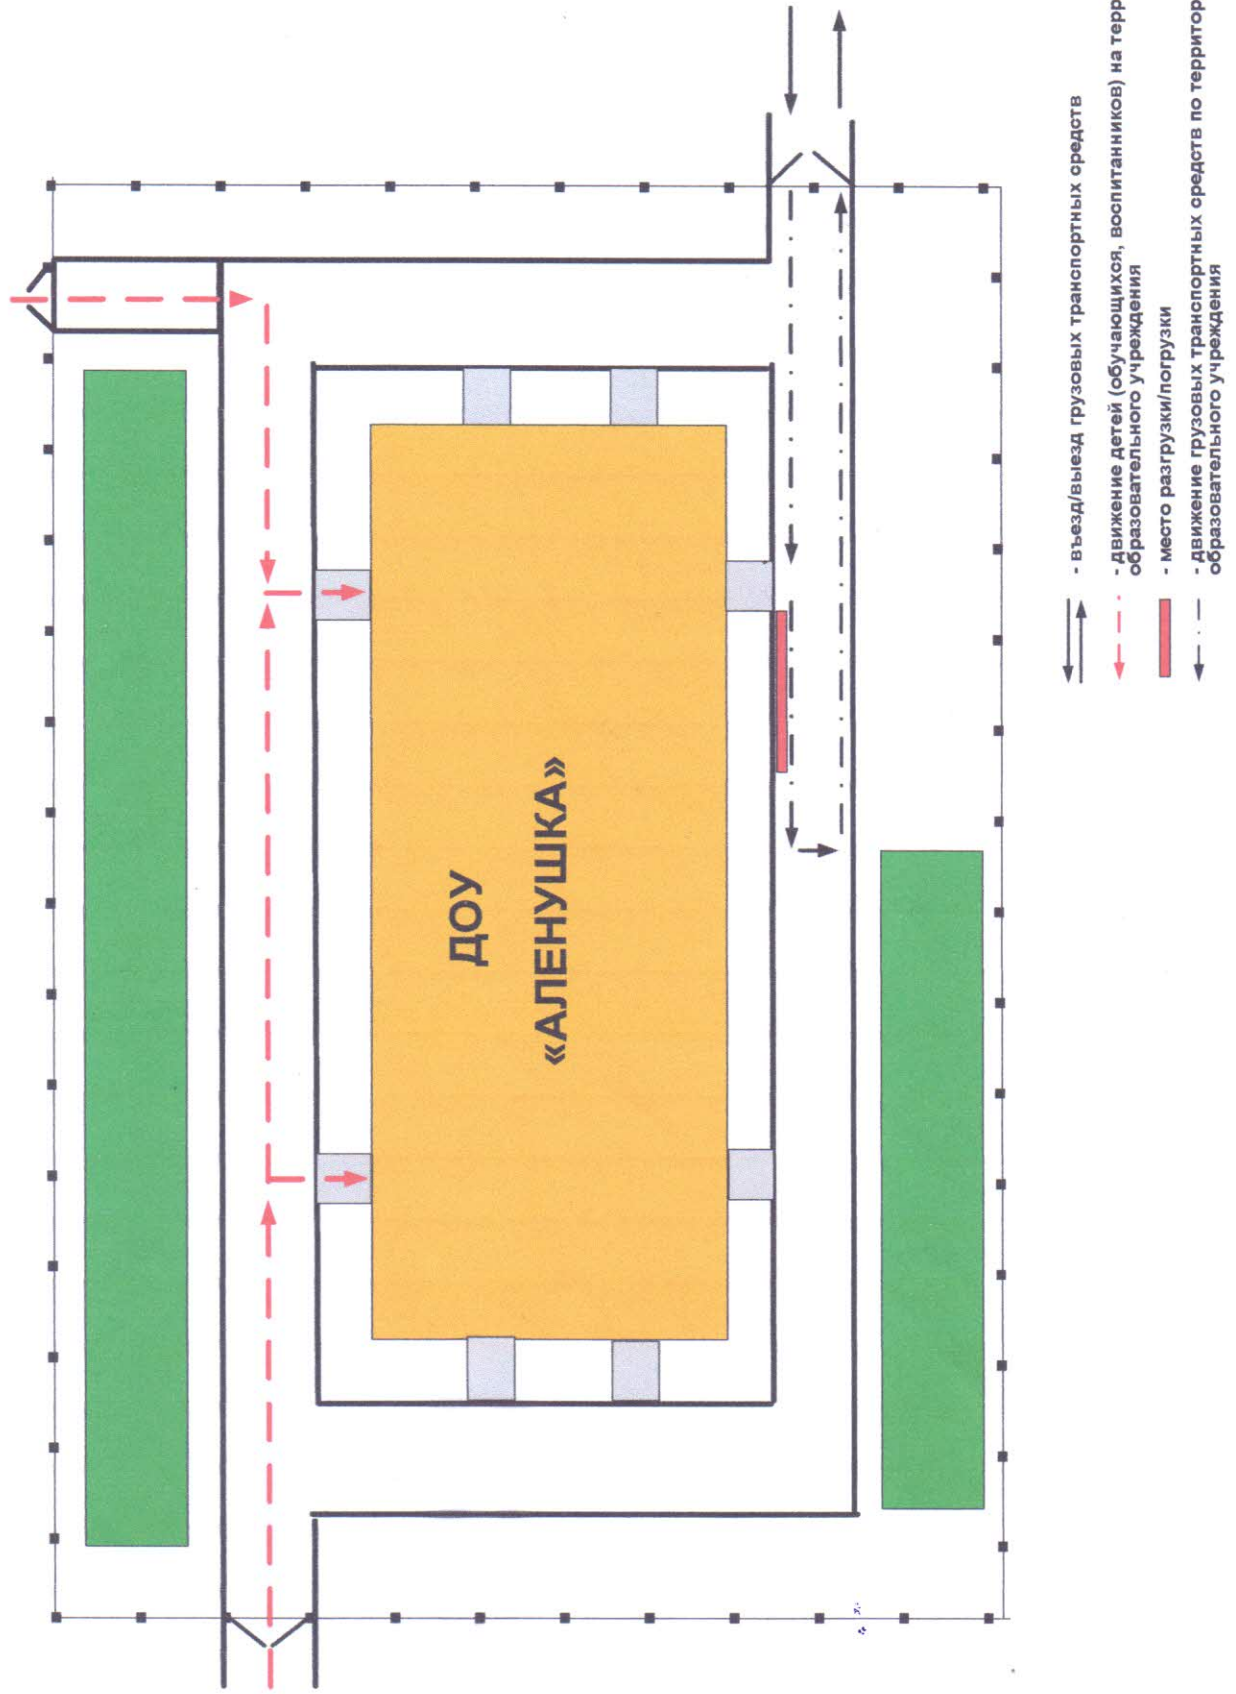 ДОУ
«АЛЕНУШКА»
- въезд/выезд грузовых транспортных средств
- движение детей (обучающихся, воспитанников) на терр
образовательного учреждения
- место разгрузки/погрузки
- движение грузовых транспортных средств по территор
образовательного учреждения